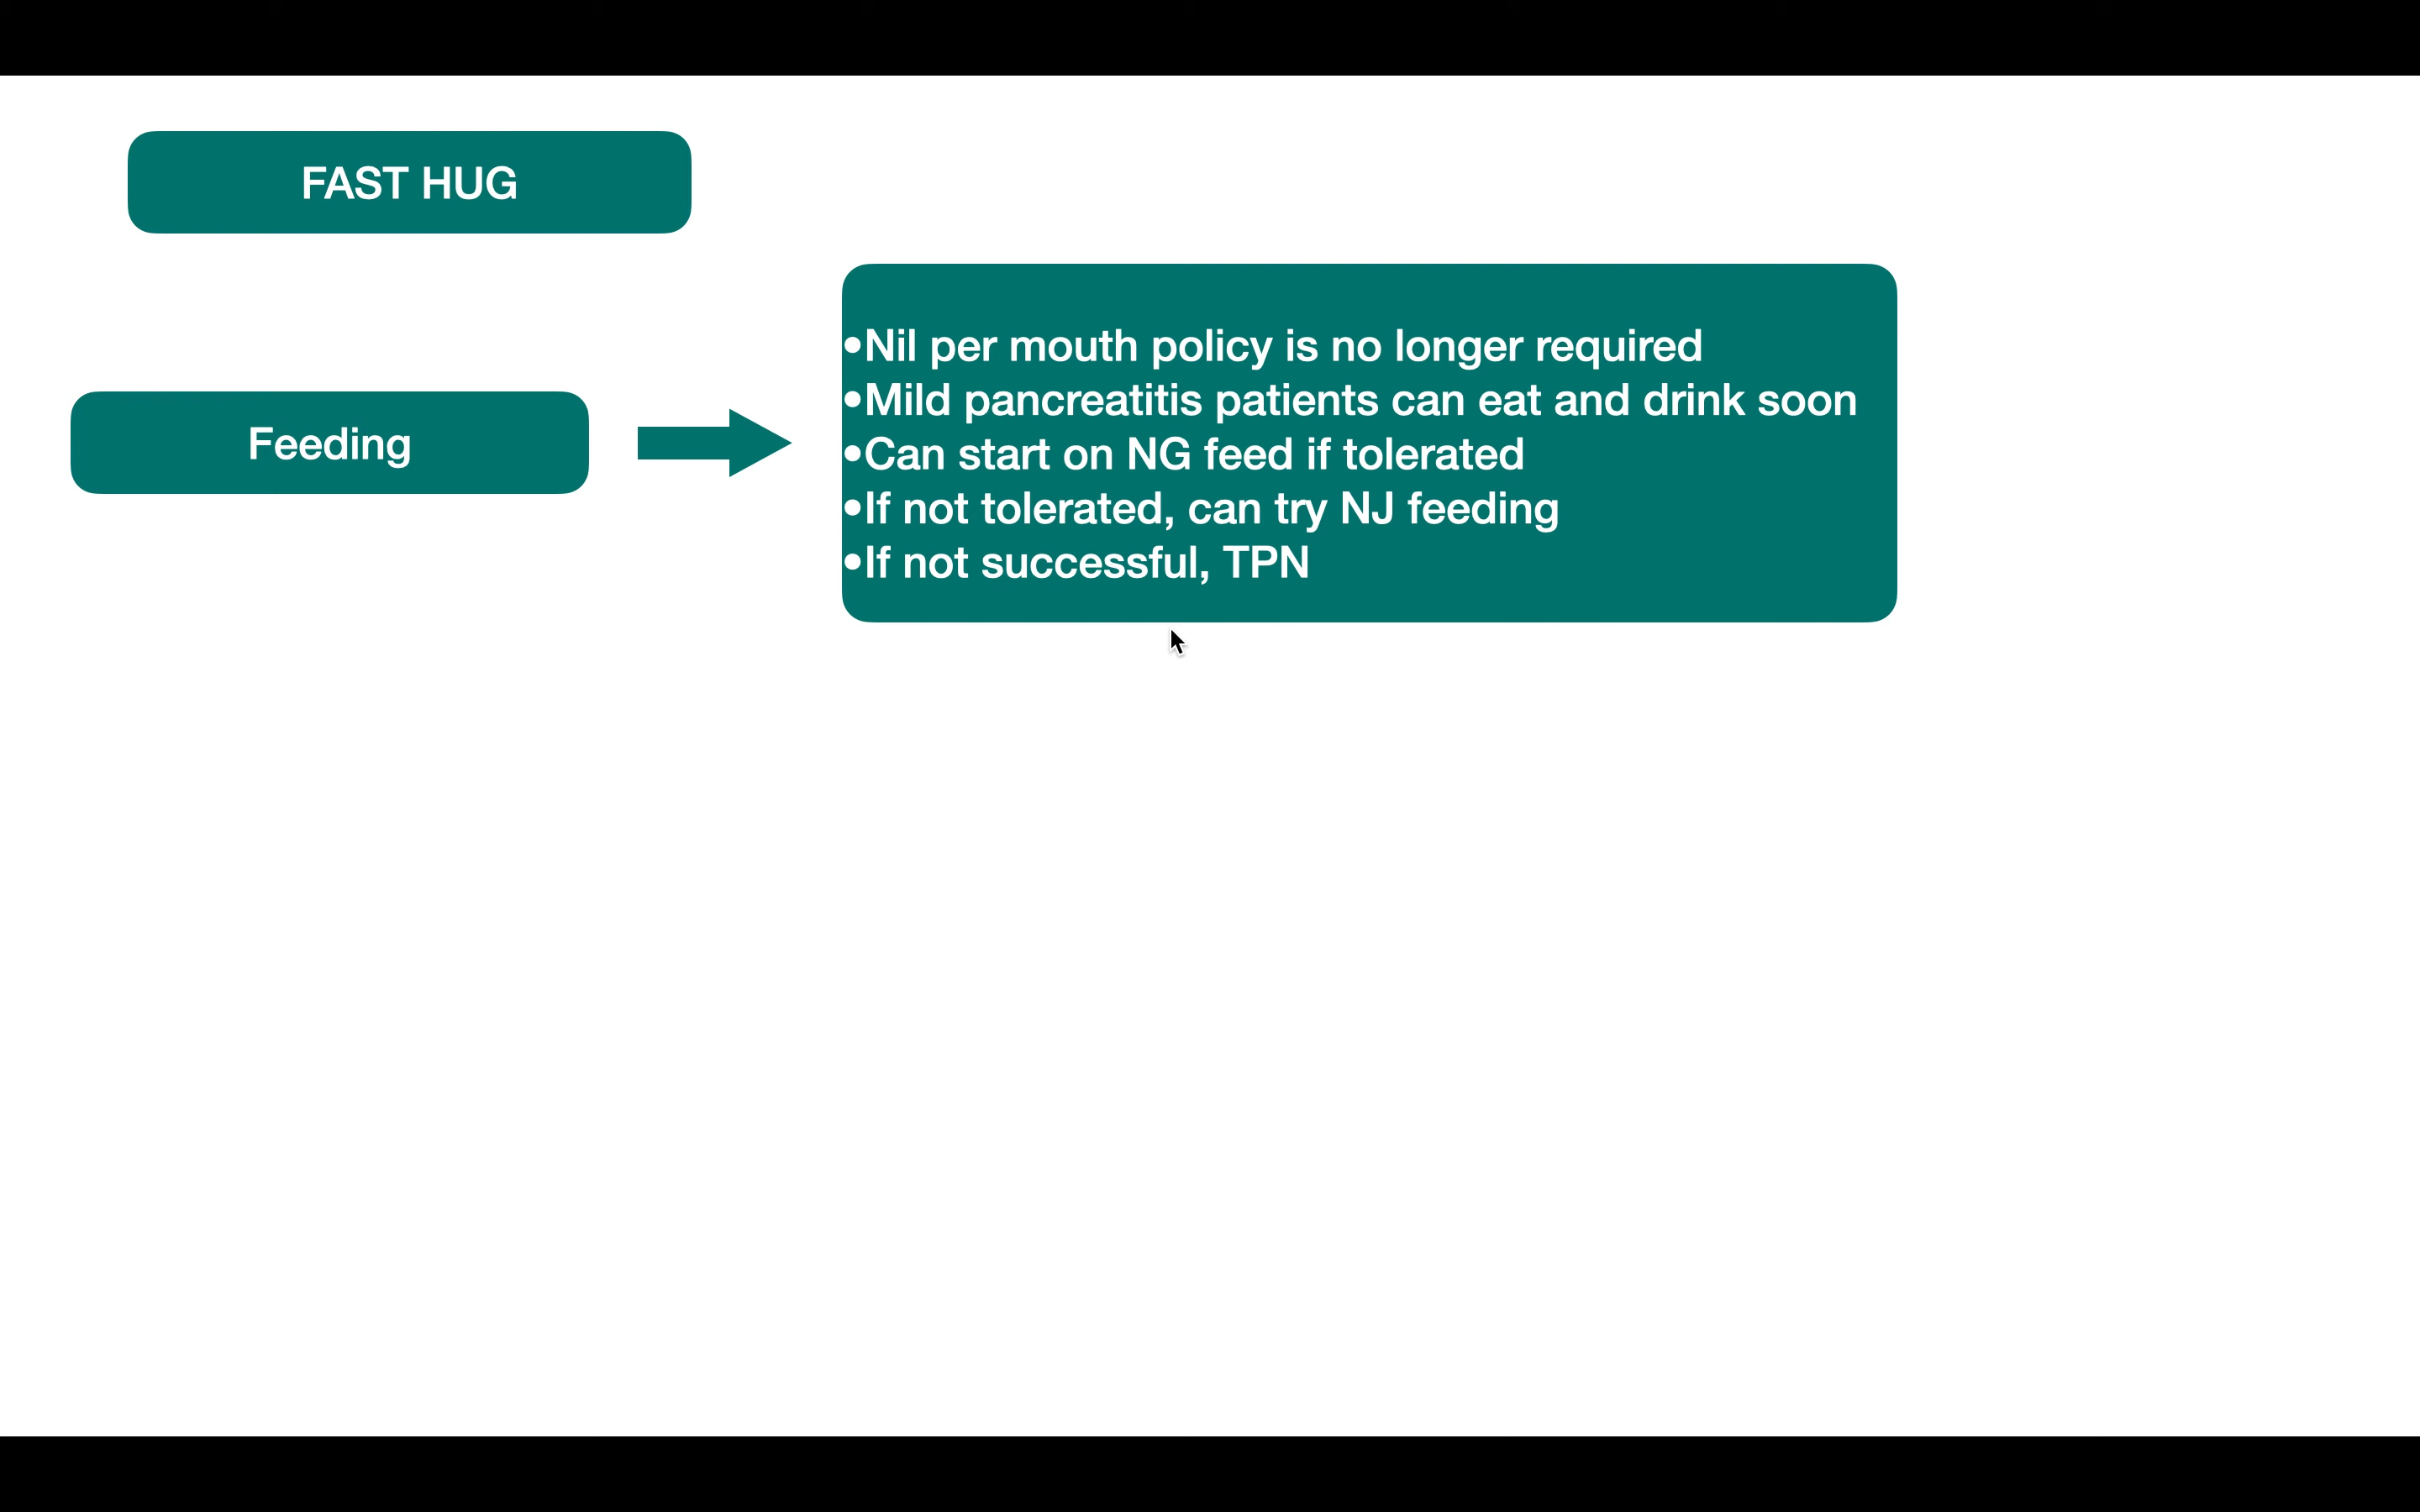 FAST HUG
Feeding
•Nil per mouth policy is no longer required
•Mild pancreatitis patients can eat and drink soon
•Can start on NG feed if tolerated
•If not tolerated, can try NJ feeding
•If not successful, TPN